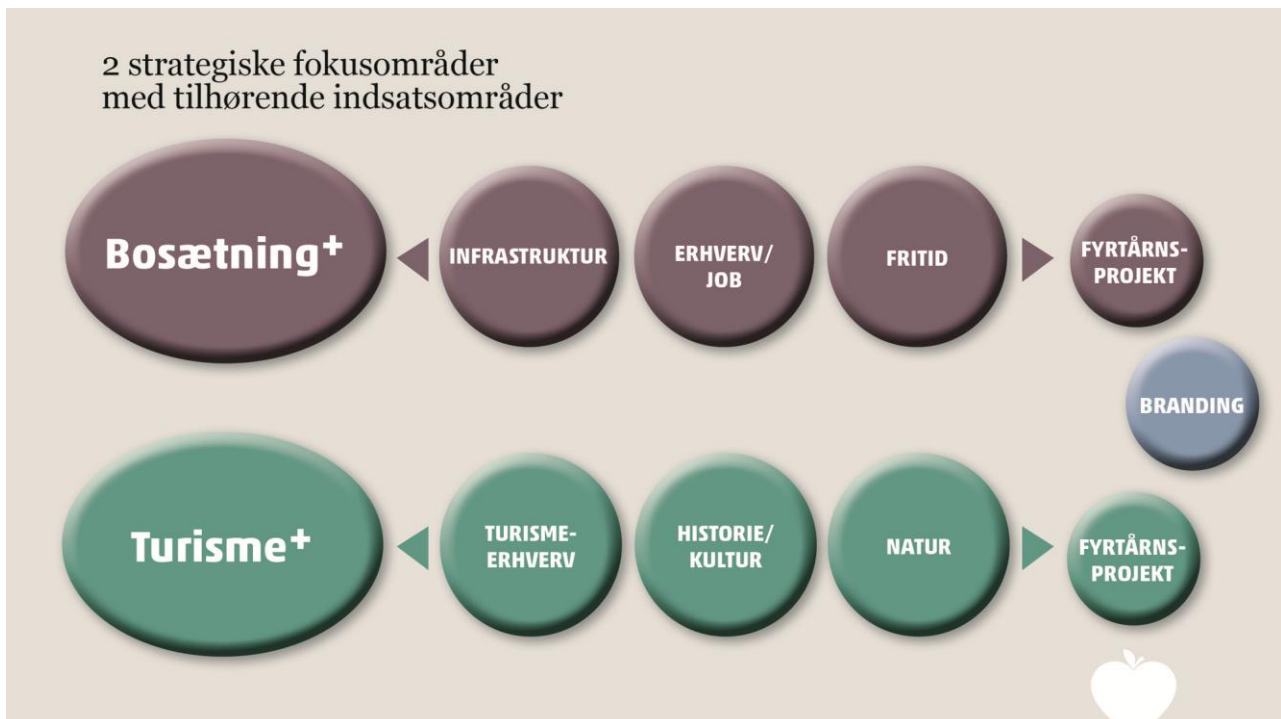 2 strategiske fokusområder
med tilhørende indsatsområder
Bosætning+
INFRASTRUKTUR
ERHVERV/
JOB
FRITID
FYRTÅRNS-
PROJEKT
BRANDING
Turisme+
TURISME-
ERHVERV
HISTORIE/
KULTUR
NATUR
FYRTÅRNS-
PROJEKT